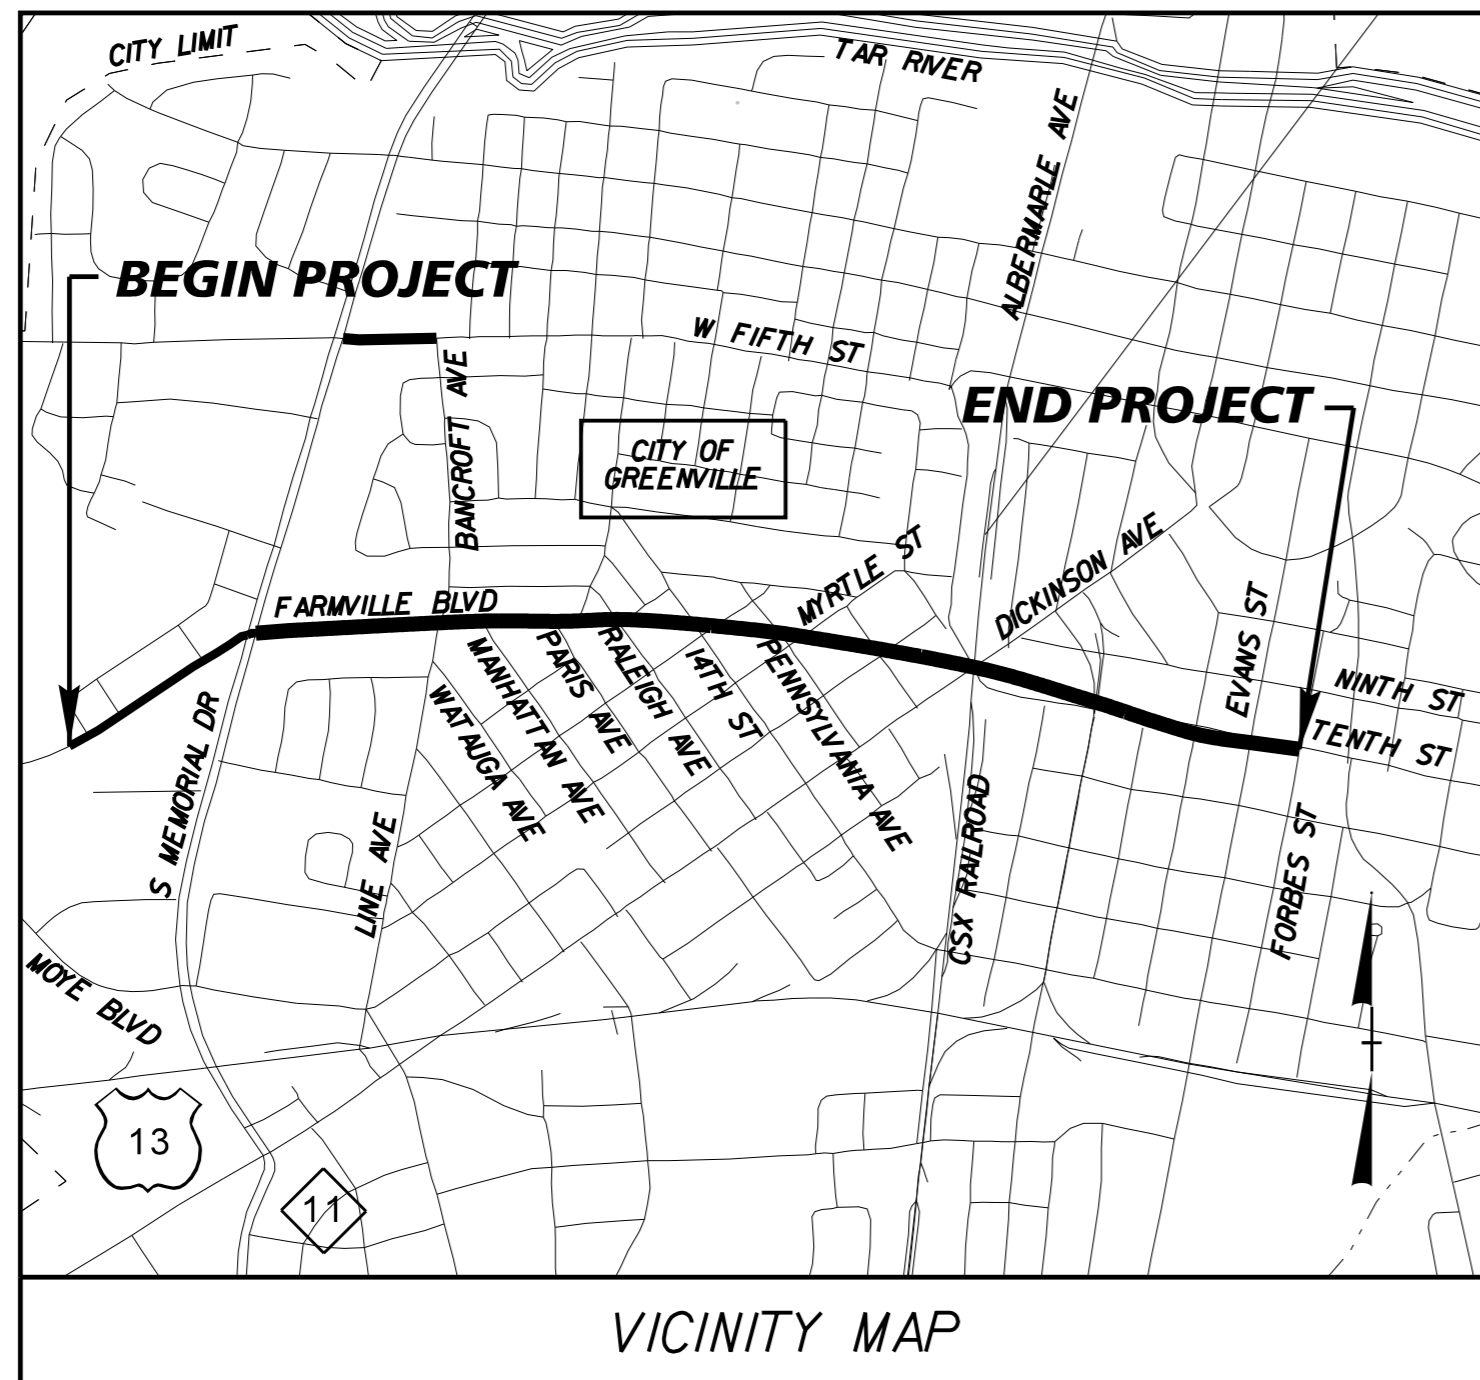 CITY LIMIT
TAR RIVER
ALBERMARLE AVE
BEGIN PROJECT
W FIFTH ST
BANCROFT AVE
END PROJECT
CITY OF
GREENVILLE
MYRTLE ST
DICKINSON AVE
FARMVILLE BLVD
EVANS ST
WATAUGA AVE
MANHATTAN AVE
PARIS AVE
RALEIGH AVE
14TH ST
PENNSYLVANIA AVE
NINTH ST
TENTH ST
S MEMORIAL DR
LINE AVE
CSX RAILROAD
FORBES ST
MOYE BLVD
13
11
VICINITY MAP